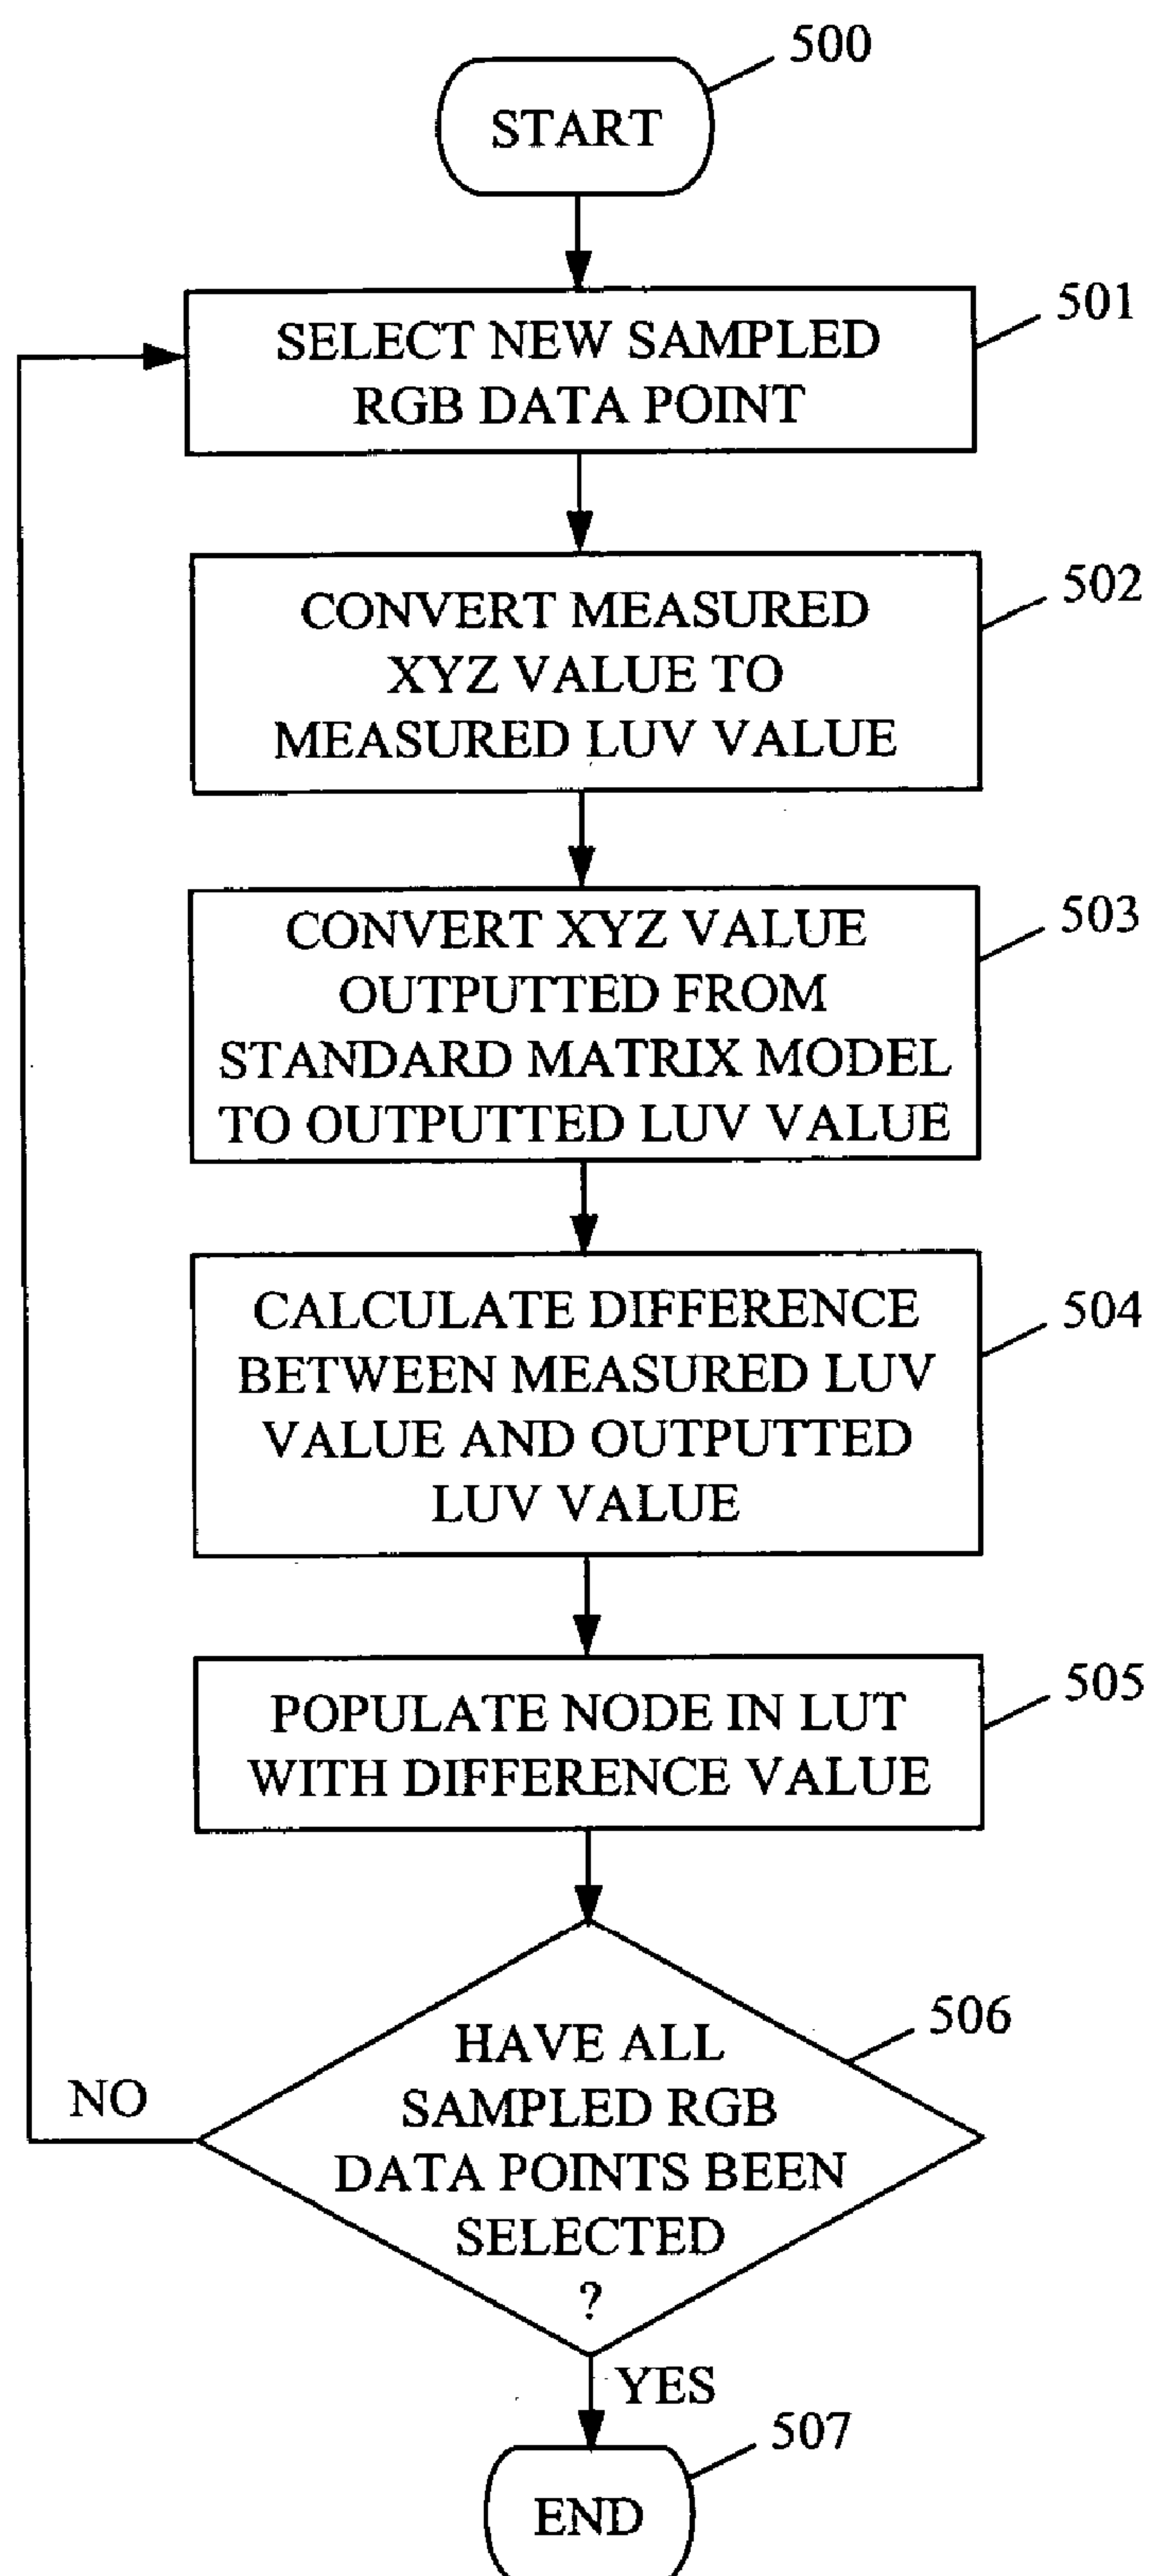 500
START
501
SELECT NEW SAMPLED
RGB DATA POINT
502
CONVERT MEASURED
XYZ VALUE TO
MEASURED LUV VALUE
503
CONVERT XYZ VALUE
OUTPUTTED FROM
STANDARD MATRIX MODEL
TO OUTPUTTED LUV VALUE
504
CALCULATE DIFFERENCE
BETWEEN MEASURED LUV
VALUE AND OUTPUTTED
LUV VALUE
505
POPULATE NODE IN LUT
WITH DIFFERENCE VALUE
506
HAVE ALL
SAMPLED RGB
DATA POINTS BEEN
SELECTED
?
NO
YES
507
END